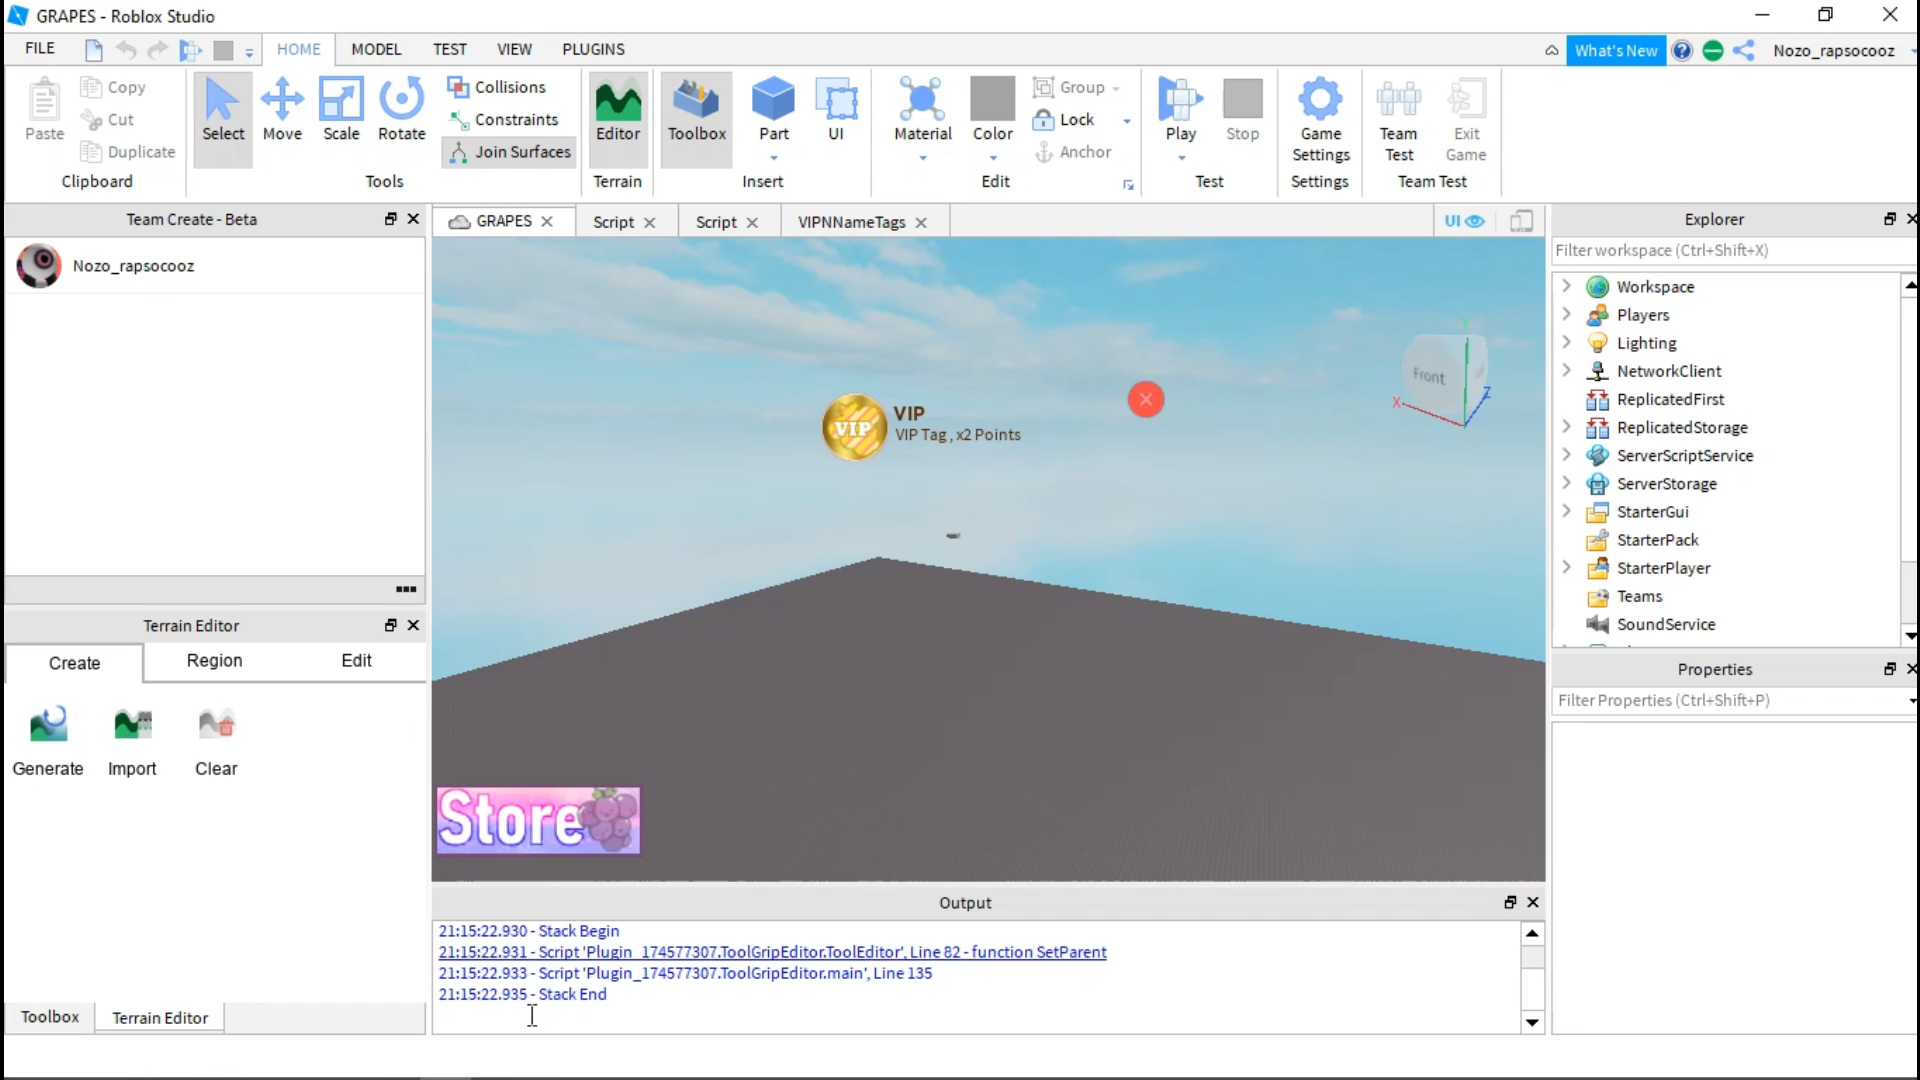 GRAPES - Roblox Studio
FILE
HOME
MODEL
TEST
VIEW
PLUGINS
What's New
Nozo_rapsocooz
Paste
Copy
Cut
Duplicate
Clipboard
Select
Move
Scale
Rotate
Collisions
Constraints
Join Surfaces
Tools
Editor
Terrain
Toolbox
Part
UI
Insert
Material
Color
Group
Lock
Anchor
Edit
Play
Stop
Test
Game
Settings
Settings
Team
Test
Exit
Game
Team Test
Team Create - Beta
Nozo_rapsocooz
Terrain Editor
Create
Region
Edit
Generate
Import
Clear
Toolbox
Terrain Editor
GRAPES
Script
Script
VIPNNameTags
UI
VIP
VIP
VIP Tag , x2 Points
Front
X
Y
Z
Store
Output
21:15:22.930 - Stack Begin
21:15:22.931 - Script 'Plugin_174577307.ToolGripEditor.ToolEditor', Line 82 - function SetParent
21:15:22.933 - Script 'Plugin_174577307.ToolGripEditor.main', Line 135
21:15:22.935 - Stack End
Explorer
Filter workspace (Ctrl+Shift+X)
Workspace
Players
Lighting
NetworkClient
ReplicatedFirst
ReplicatedStorage
ServerScriptService
ServerStorage
StarterGui
StarterPack
StarterPlayer
Teams
SoundService
Properties
Filter Properties (Ctrl+Shift+P)